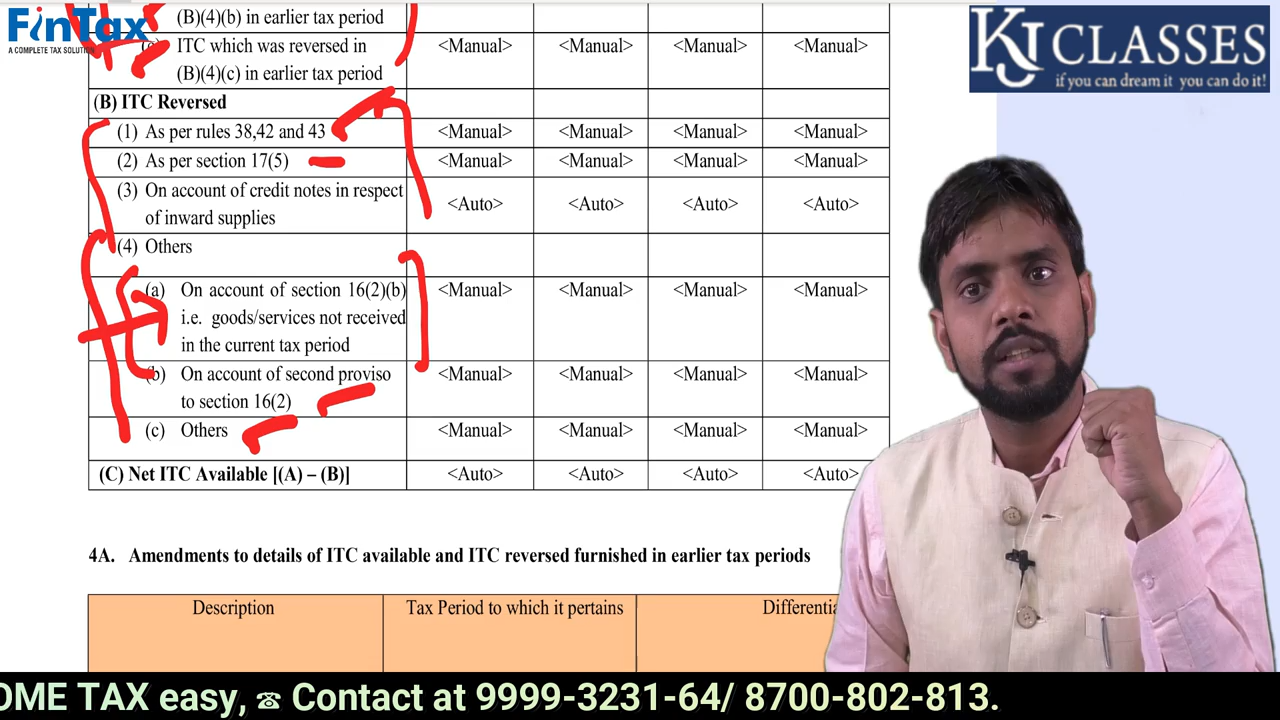 FinTax
A COMPLETE TAX SOLUTION
KJ CLASSES
if you can dream it you can do it!
(B)(4)(b) in earlier tax period
(c) ITC which was reversed in <Manual> <Manual> <Manual> <Manual>
(B)(4)(c) in earlier tax period
(B) ITC Reversed
(1) As per rules 38,42 and 43 <Manual> <Manual> <Manual> <Manual>
(2) As per section 17(5) <Manual> <Manual> <Manual> <Manual>
(3) On account of credit notes in respect
of inward supplies <Auto> <Auto> <Auto> <Auto>
(4) Others
(a) On account of section 16(2)(b) <Manual> <Manual> <Manual> <Manual>
i.e. goods/services not received
in the current tax period
(b) On account of second proviso <Manual> <Manual> <Manual> <Manual>
to section 16(2)
(c) Others <Manual> <Manual> <Manual> <Manual>
(C) Net ITC Available [(A) – (B)] <Auto> <Auto> <Auto> <Auto>
4A. Amendments to details of ITC available and ITC reversed furnished in earlier tax periods
Description Tax Period to which it pertains Differentia
OME TAX easy, ☎ Contact at 9999-3231-64/ 8700-802-813.